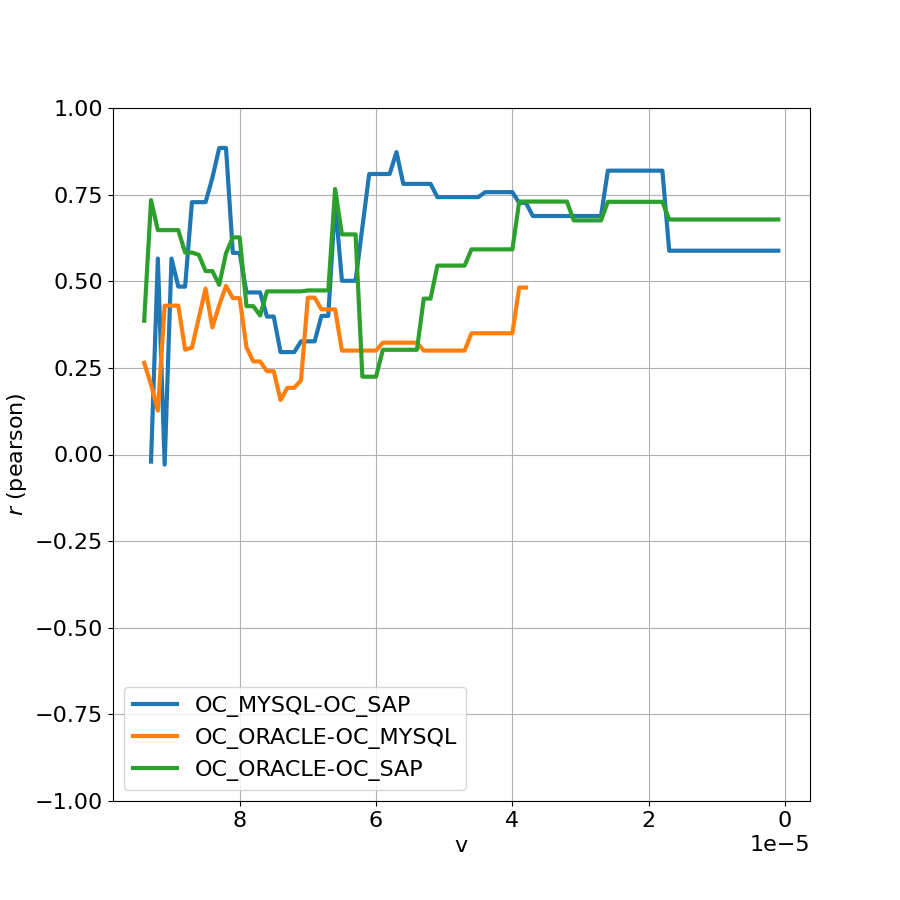 1.00
0.75
0.50
0.25
0.00
−0.25
−0.50
−0.75
−1.00
r (pearson)
OC_MYSQL-OC_SAP
OC_ORACLE-OC_MYSQL
OC_ORACLE-OC_SAP
8 6 4 2 0
v
1e−5